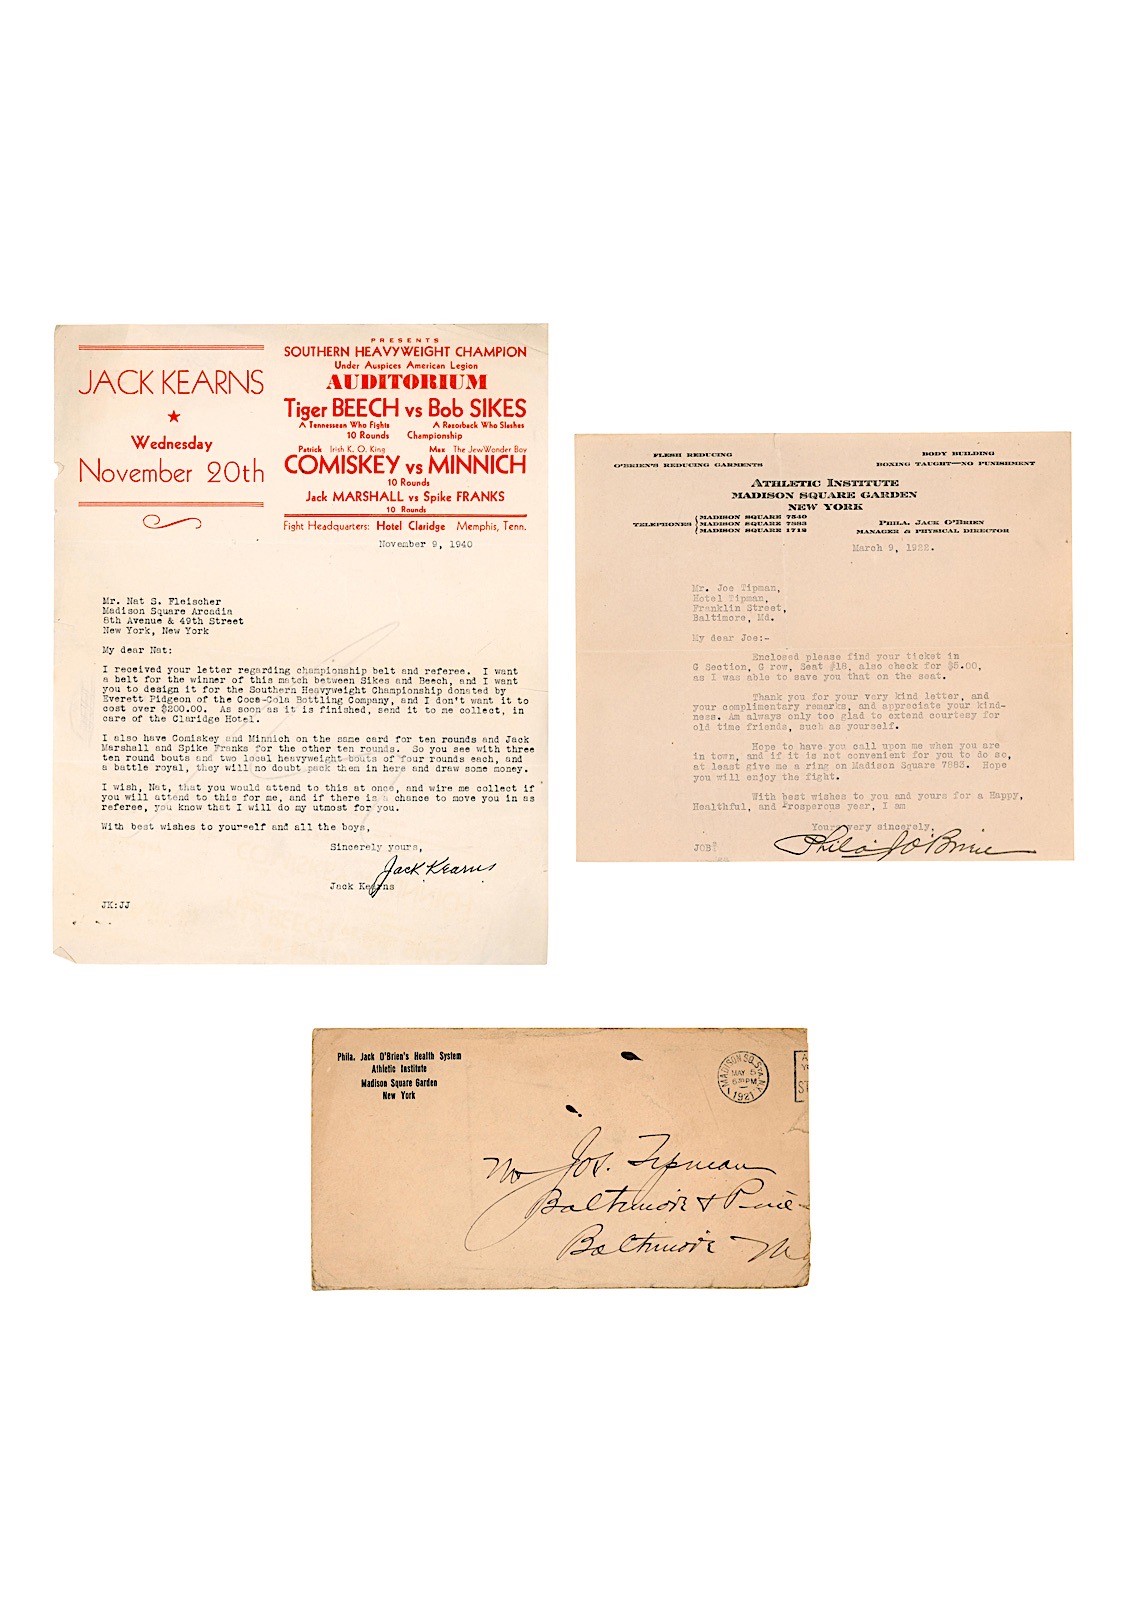 JACK KEARNS
★
Wednesday
November 20th
PRESENTS
SOUTHERN HEAVYWEIGHT CHAMPION
Under Auspices American Legion
AUDITORIUM
Tiger BEECH vs Bob SIKES
A Tennessean Who Fights A Razorback Who Slashes
10 Rounds Championship
Patrick Irish K. O. King Max The Jew Wonder Boy
COMISKEY vs MINNICH
10 Rounds
Jack MARSHALL vs Spike FRANKS
10 Rounds
Fight Headquarters: Hotel Claridge Memphis, Tenn.
November 9, 1940
Mr. Nat S. Fleischer
Madison Square Arcadia
8th Avenue & 49th Street
New York, New York
My dear Nat:
I received your letter regarding championship belt and referee. I want
a belt for the winner of this match between Sikes and Beech, and I want
you to design it for the Southern Heavyweight Championship donated by
Everett Pidgeon of the Coca-Cola Bottling Company, and I don't want it to
cost over $200.00. As soon as it is finished, send it to me collect, in
care of the Claridge Hotel.
I also have Comiskey and Minnich on the same card for ten rounds and Jack
Marshall and Spike Franks for the other ten rounds. So you see with three
ten round bouts and two local heavyweight bouts of four rounds each, and
a battle royal, they will no doubt pack them in here and draw some money.
I wish, Nat, that you would attend to this at once, and wire me collect if
you will attend to this for me, and if there is a chance to move you in as
referee, you know that I will do my utmost for you.
With best wishes to yourself and all the boys,
Sincerely yours,
Jack Kearns
Jack Kearns
JK:JJ
FLESH REDUCING
O'BRIEN'S REDUCING GARMENTS
BODY BUILDING
BOXING TAUGHT—NO PUNISHMENT
ATHLETIC INSTITUTE
MADISON SQUARE GARDEN
NEW YORK
TELEPHONES
MADISON SQUARE 7540
MADISON SQUARE 7883
MADISON SQUARE 1718
PHILA. JACK O'BRIEN
MANAGER & PHYSICAL DIRECTOR
March 9, 1922.
Mr. Joe Tipman,
Hotel Tipman,
Franklin Street,
Baltimore, Md.
My dear Joe:-
Enclosed please find your ticket in
G Section, G row, Seat #18, also check for $5.00,
as I was able to save you that on the seat.
Thank you for your very kind letter, and
your complimentary remarks, and appreciate your kind-
ness. Am always only too glad to extend courtesy for
old time friends, such as yourself.
Hope to have you call upon me when you are
in town, and if it is not convenient for you to do so,
at least give me a ring on Madison Square 7883. Hope
you will enjoy the fight.
With best wishes to you and yours for a Happy,
Healthful, and Prosperous year, I am
Yours very sincerely,
Phila J O'Brien
JOB
Phila. Jack O'Brien's Health System
Athletic Institute
Madison Square Garden
New York
MADISON SQ. STA. N.Y.
MAY 5
PM
1921
Jos. Tipman
Baltimore &
Baltimore